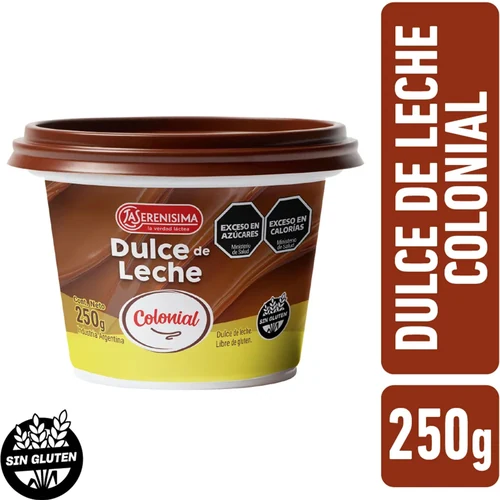 LASERENISIMA
la verdad láctea
Dulce de
Leche
Colonial
Cont. Neto
250g
Industria Argentina
EXCESO EN
AZÚCARES
Ministerio
de Salud
EXCESO EN
CALORÍAS
Ministerio
de Salud
Dulce de leche
Libre de gluten.
SIN GLUTEN
SIN GLUTEN
DULCE DE LECHE
COLONIAL
250g